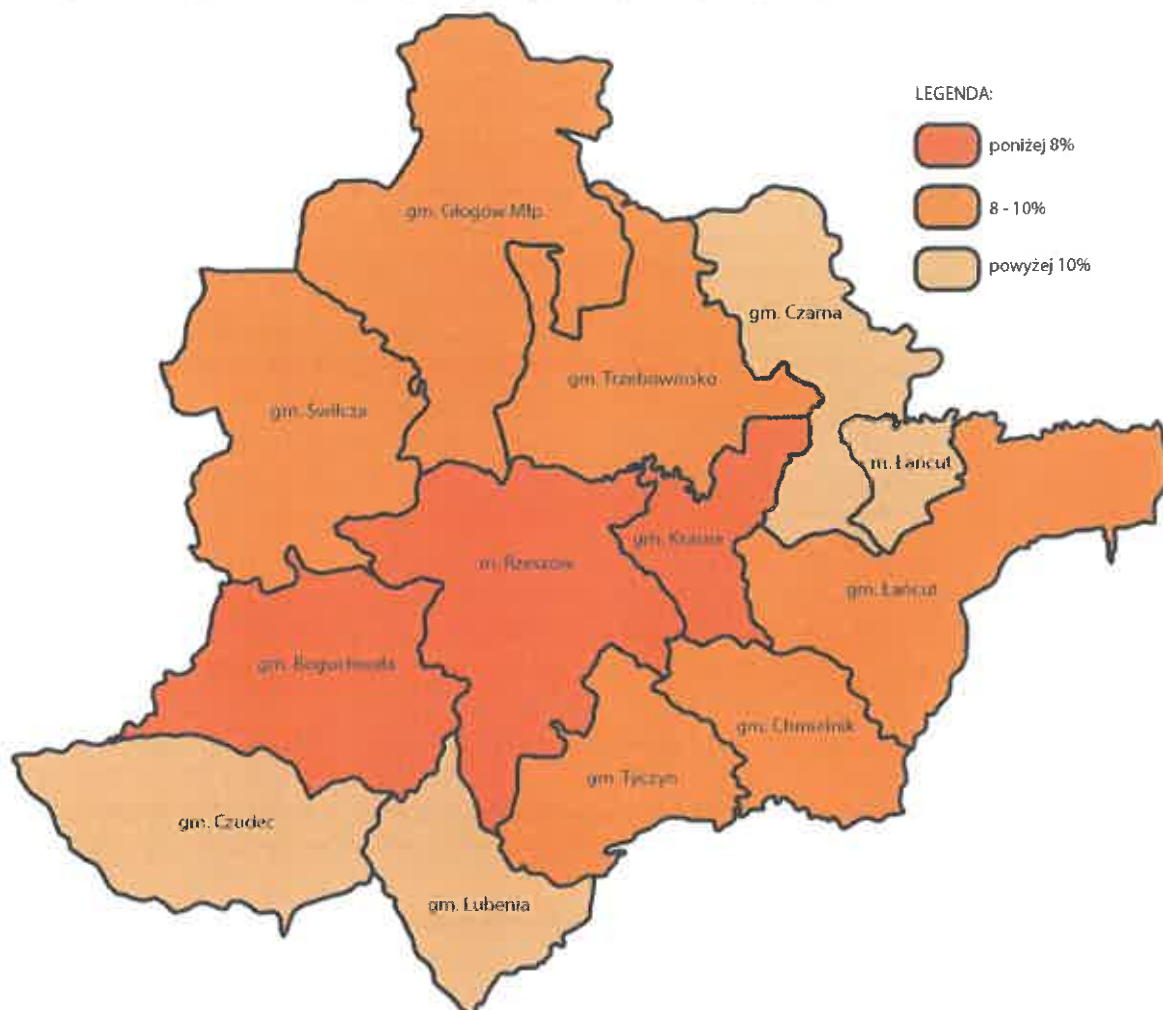 LEGENDA:
poniżej 8%
8 - 10%
powyżej 10%
gm. Głogów Młp.
gm. Czarna
gm. Trzebownisko
gm. Świlcza
m. Łańcut
gm. Krasne
m. Rzeszów
gm. Łańcut
gm. Boguchwała
gm. Chmielnik
gm. Tyczyn
gm. Czudec
gm. Lubenia